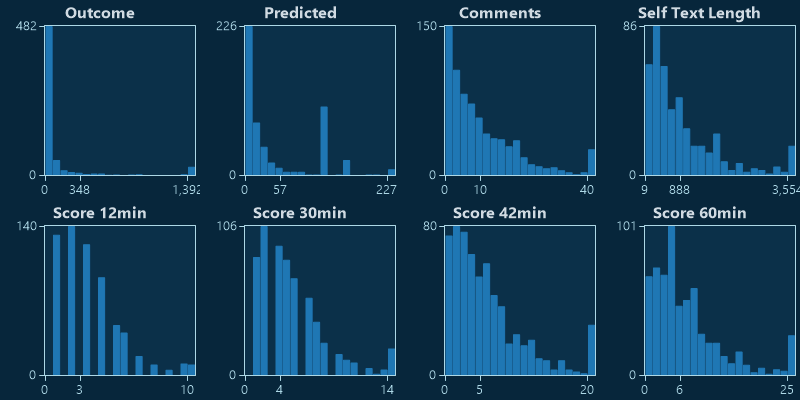 Outcome
482
0
0 348 1,392
Predicted
226
0
0 57 227
Comments
150
0
0 10 40
Self Text Length
86
0
9 888 3,554
Score 12min
140
0
0 3 10
Score 30min
106
0
0 4 14
Score 42min
80
0
0 5 20
Score 60min
101
0
0 6 25